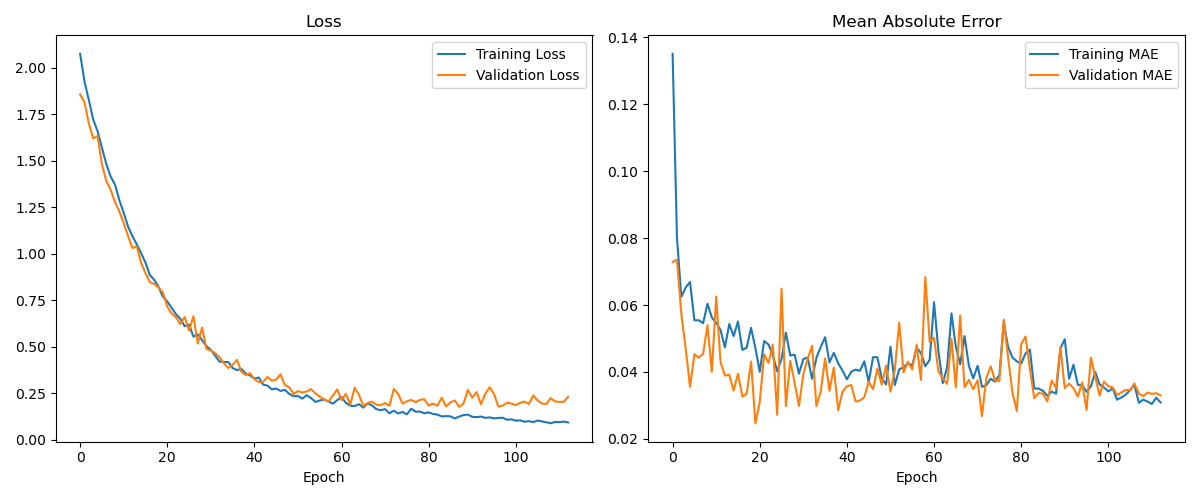 Loss
Training Loss
Validation Loss
2.00
1.75
1.50
1.25
1.00
0.75
0.50
0.25
0.00
0 20 40 60 80 100
Epoch
Mean Absolute Error
Training MAE
Validation MAE
0.14
0.12
0.10
0.08
0.06
0.04
0.02
0 20 40 60 80 100
Epoch